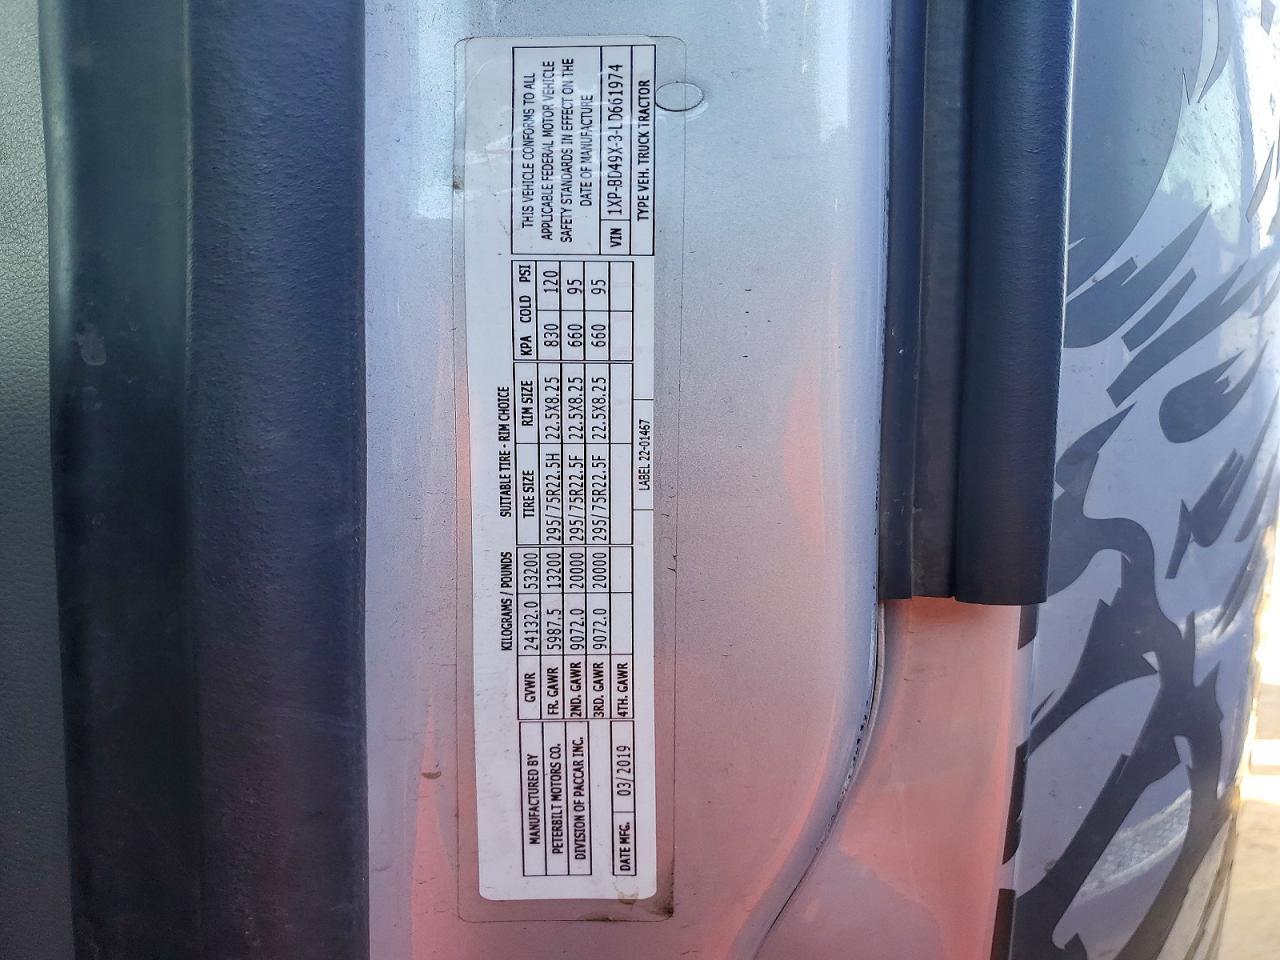 MANUFACTURED BY
PETERBILT MOTORS CO.
DIVISION OF PACCAR INC.
DATE MFG. 03/2019
KILOGRAMS / POUNDS SUITABLE TIRE - RIM CHOICE
TIRE SIZE RIM SIZE KPA COLD PSI
GVWR 24132.0 53200
FR. GAWR 5987.5 13200 295/75R22.5H 22.5X8.25 830 120
2ND. GAWR 9072.0 20000 295/75R22.5F 22.5X8.25 660 95
3RD. GAWR 9072.0 20000 295/75R22.5F 22.5X8.25 660 95
4TH. GAWR
LABEL 22-01467
THIS VEHICLE CONFORMS TO ALL
APPLICABLE FEDERAL MOTOR VEHICLE
SAFETY STANDARDS IN EFFECT ON THE
DATE OF MANUFACTURE
VIN 1XP-BD49X-3-LD661974
TYPE VEH. TRUCK TRACTOR